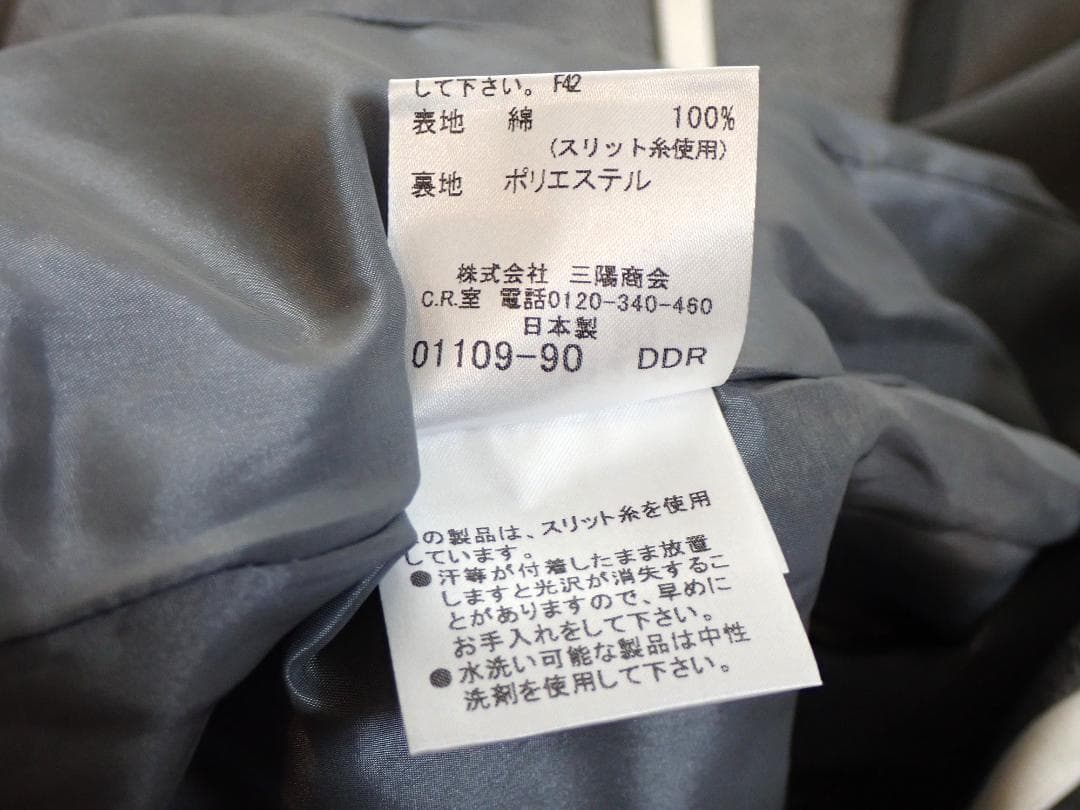 して下さい。 F42
表地 綿 100%
(スリット糸使用)
裏地 ポリエステル
株式会社 三陽商会
C.R.室 電話0120-340-460
日本製
01109-90 DDR
の製品は、スリット糸を使用
しています。
●汗等が付着したまま放置
しますと光沢が消失するこ
とがありますので、早めに
お手入れをして下さい。
●水洗い可能な製品は中性
洗剤を使用して下さい。